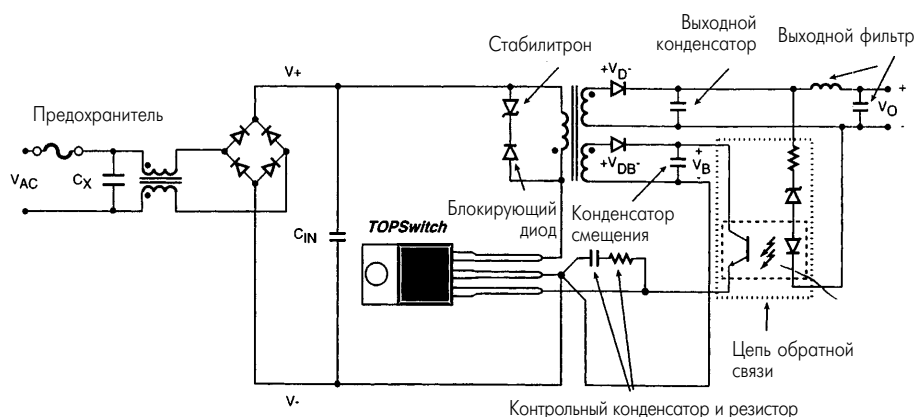 Выходной
конденсатор
Выходной фильтр
Стабилитрон
V+
+VD-
+
VO
-
Предохранитель
VAC
CX
+VDB-
+
VB
-
Блокирующий
диод
Конденсатор
смещения
TOPSwitch
CIN
Цепь обратной
связи
V-
Контрольный конденсатор и резистор